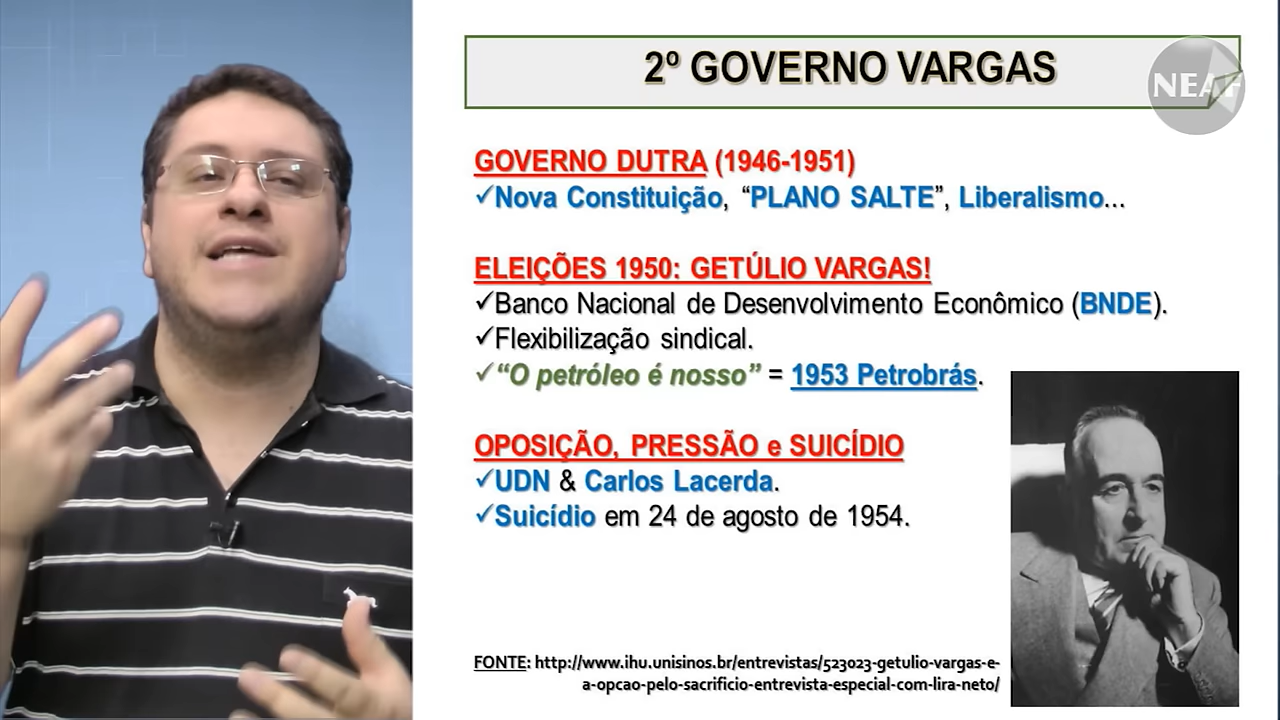 2º GOVERNO VARGAS
NEAF
GOVERNO DUTRA (1946-1951)
✓Nova Constituição, “PLANO SALTE”, Liberalismo...
ELEIÇÕES 1950: GETÚLIO VARGAS!
✓Banco Nacional de Desenvolvimento Econômico (BNDE).
✓Flexibilização sindical.
✓“O petróleo é nosso” = 1953 Petrobrás.
OPOSIÇÃO, PRESSÃO e SUICÍDIO
✓UDN & Carlos Lacerda.
✓Suicídio em 24 de agosto de 1954.
FONTE: http://www.ihu.unisinos.br/entrevistas/523023-getulio-vargas-e-
a-opcao-pelo-sacrificio-entrevista-especial-com-lira-neto/